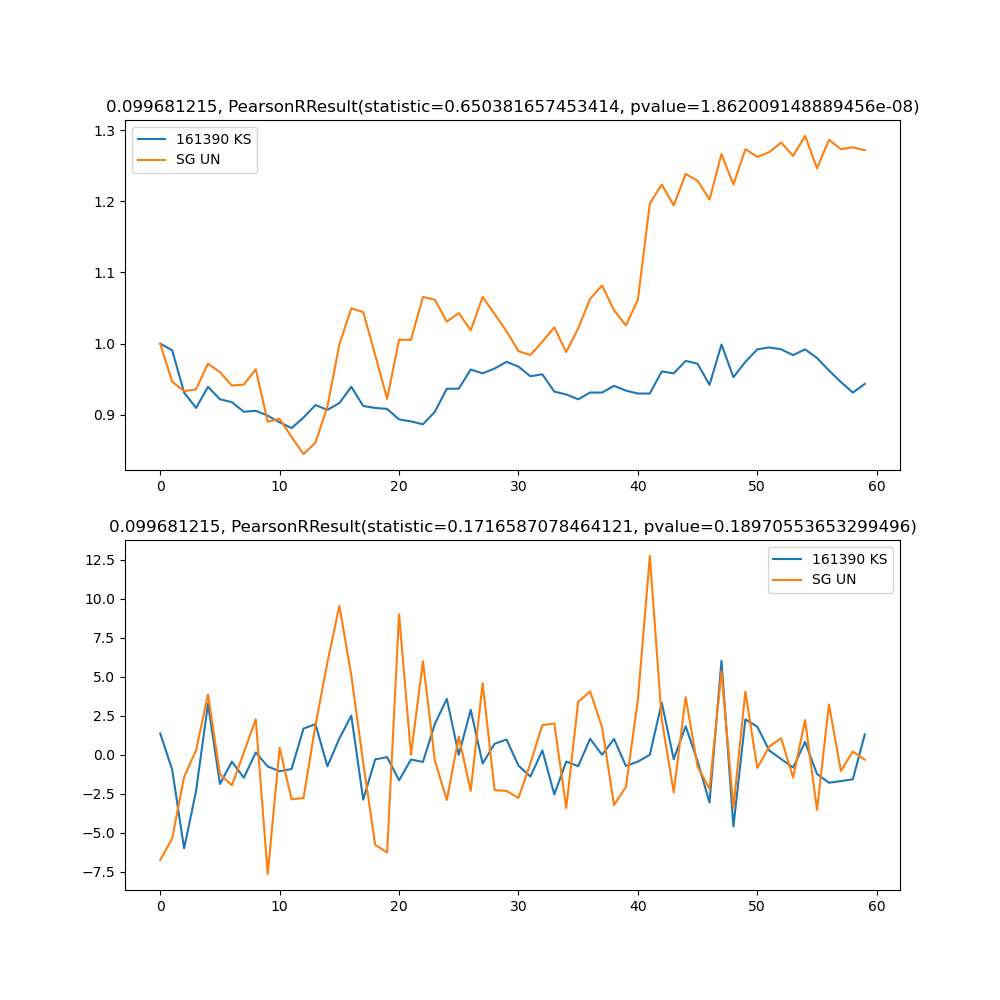 0.099681215, PearsonRResult(statistic=0.650381657453414, pvalue=1.862009148889456e-08)
161390 KS
SG UN
1.3
1.2
1.1
1.0
0.9
0 10 20 30 40 50 60
0.099681215, PearsonRResult(statistic=0.1716587078464121, pvalue=0.18970553653299496)
161390 KS
SG UN
12.5
10.0
7.5
5.0
2.5
0.0
−2.5
−5.0
−7.5
0 10 20 30 40 50 60